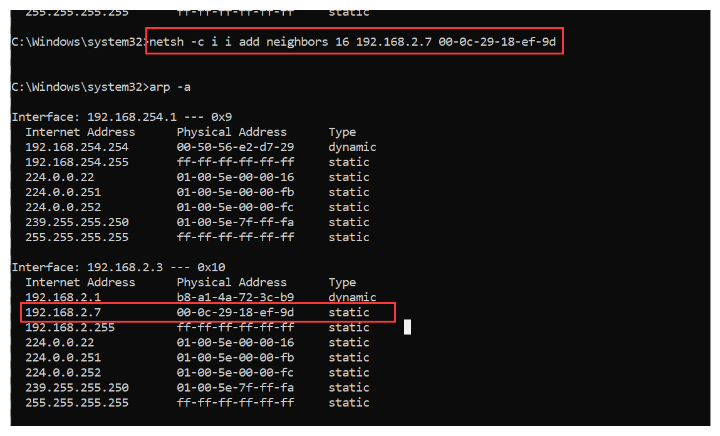 255.255.255.255       ff-ff-ff-ff-ff-ff     static
C:\Windows\system32>netsh -c i i add neighbors 16 192.168.2.7 00-0c-29-18-ef-9d
C:\Windows\system32>arp -a
Interface: 192.168.254.1 --- 0x9
  Internet Address      Physical Address      Type
  192.168.254.254       00-50-56-e2-d7-29     dynamic
  192.168.254.255       ff-ff-ff-ff-ff-ff     static
  224.0.0.22            01-00-5e-00-00-16     static
  224.0.0.251           01-00-5e-00-00-fb     static
  224.0.0.252           01-00-5e-00-00-fc     static
  239.255.255.250       01-00-5e-7f-ff-fa     static
  255.255.255.255       ff-ff-ff-ff-ff-ff     static
Interface: 192.168.2.3 --- 0x10
  Internet Address      Physical Address      Type
  192.168.2.1           b8-a1-4a-72-3c-b9     dynamic
  192.168.2.7           00-0c-29-18-ef-9d     static
  192.168.2.255         ff-ff-ff-ff-ff-ff     static
  224.0.0.22            01-00-5e-00-00-16     static
  224.0.0.251           01-00-5e-00-00-fb     static
  224.0.0.252           01-00-5e-00-00-fc     static
  239.255.255.250       01-00-5e-7f-ff-fa     static
  255.255.255.255       ff-ff-ff-ff-ff-ff     static